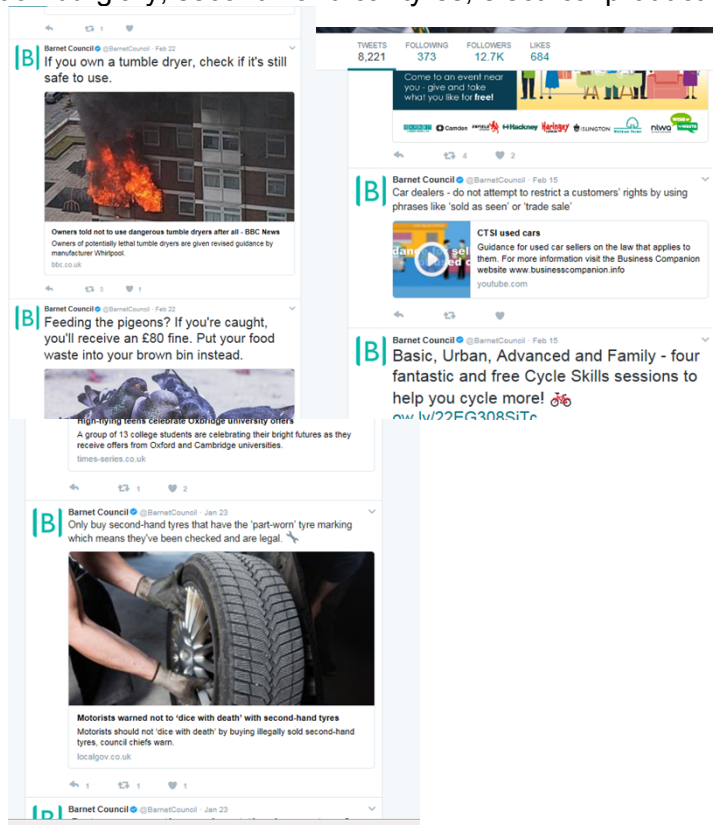 1
Barnet Council @BarnetCouncil · Feb 22
If you own a tumble dryer, check if it's still
safe to use.
Owners told not to use dangerous tumble dryers after all - BBC News
Owners of potentially lethal tumble dryers are given revised guidance by
manufacturer Whirlpool.
bbc.co.uk
3 1
Barnet Council @BarnetCouncil · Feb 22
Feeding the pigeons? If you're caught,
you'll receive an £80 fine. Put your food
waste into your brown bin instead.
TWEETS FOLLOWING FOLLOWERS LIKES
8,221 373 12.7K 684
Come to an event near
you - give and take
what you like for free!
BARNET Camden ENFIELD Hackney Haringey ISLINGTON Waltham Forest nlwa WISE UP TO WASTE
4 2
Barnet Council @BarnetCouncil · Feb 15
Car dealers - do not attempt to restrict a customers' rights by using
phrases like 'sold as seen' or 'trade sale'
CTSI used cars
Guidance for used car sellers on the law that applies to
them. For more information visit the Business Companion
website www.businesscompanion.info
youtube.com
Barnet Council @BarnetCouncil · Feb 15
Basic, Urban, Advanced and Family - four
fantastic and free Cycle Skills sessions to
help you cycle more! 🚲
ow.ly/22EG308SiTc
High-flying teens celebrate Oxbridge university offers
A group of 13 college students are celebrating their bright futures as they
receive offers from Oxford and Cambridge universities.
times-series.co.uk
1 2
Barnet Council @BarnetCouncil · Jan 23
Only buy second-hand tyres that have the 'part-worn' tyre marking
which means they've been checked and are legal. 🔧
Motorists warned not to 'dice with death' with second-hand tyres
Motorists should not 'dice with death' by buying illegally sold second-hand
tyres, council chiefs warn.
localgov.co.uk
1 1 1
Barnet Council @BarnetCouncil · Jan 23